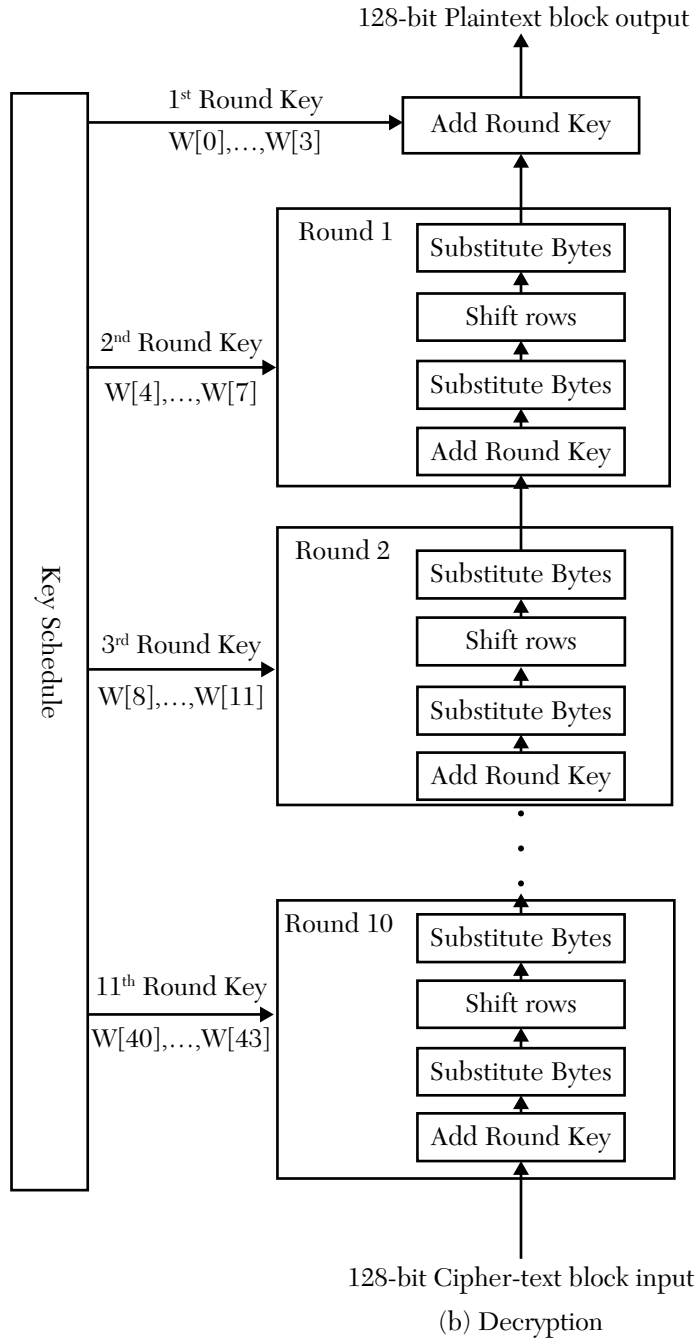 128-bit Plaintext block output
1st Round Key
W[0],...,W[3]
Add Round Key
Round 1
Substitute Bytes
Shift rows
Substitute Bytes
Add Round Key
2nd Round Key
W[4],...,W[7]
Key Schedule
Round 2
Substitute Bytes
Shift rows
Substitute Bytes
Add Round Key
3rd Round Key
W[8],...,W[11]
Round 10
Substitute Bytes
Shift rows
Substitute Bytes
Add Round Key
11th Round Key
W[40],...,W[43]
128-bit Cipher-text block input
(b) Decryption